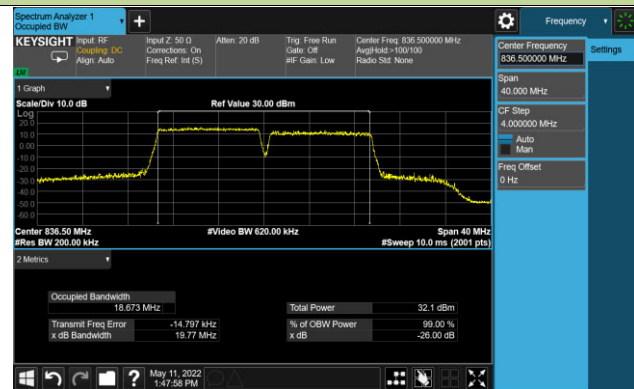 Spectrum Analyzer 1
Occupied BW
Frequency
KEYSIGHT
Input: RF
Coupling: DC
Align: Auto
Input Z: 50 Ω
Corrections: On
Freq Ref: Int (S)
Atten: 20 dB
Trig: Free Run
Gate: Off
#IF Gain: Low
Center Freq: 836.500000 MHz
Avg|Hold:>100/100
Radio Std: None
Center Frequency
836.500000 MHz
Settings
Span
40.000 MHz
CF Step
4.000000 MHz
Auto
Man
Freq Offset
0 Hz
1 Graph
Scale/Div 10.0 dB
Ref Value 30.00 dBm
Log
20.0
10.0
0.00
-10.0
-20.0
-30.0
-40.0
-50.0
-60.0
Center 836.50 MHz
#Video BW 620.00 kHz
Span 40 MHz
#Res BW 200.00 kHz
#Sweep 10.0 ms (2001 pts)
2 Metrics
Occupied Bandwidth
18.673 MHz
Total Power 32.1 dBm
Transmit Freq Error -14.797 kHz
% of OBW Power 99.00 %
x dB Bandwidth 19.77 MHz
x dB -26.00 dB
?
May 11, 2022
1:47:58 PM